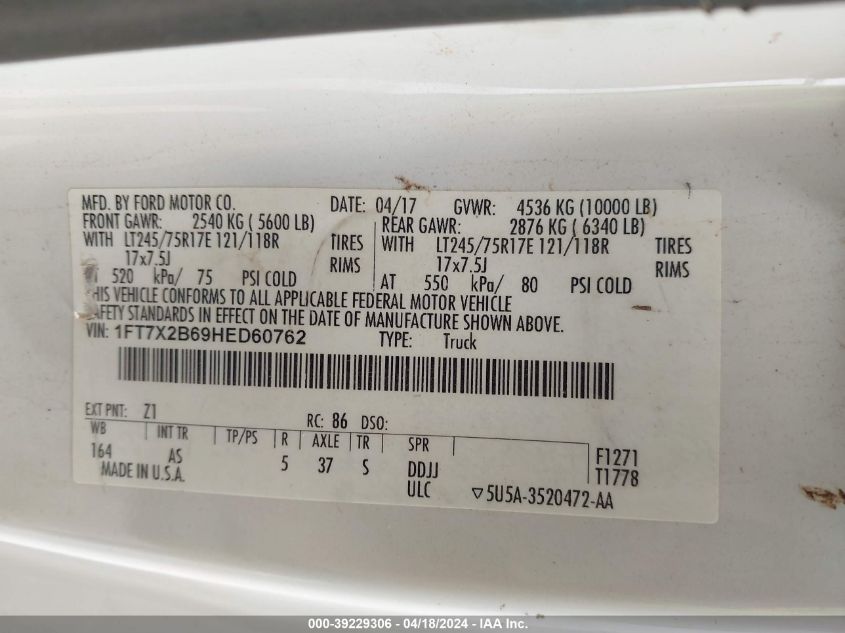 MFD. BY FORD MOTOR CO. DATE: 04/17 GVWR: 4536 KG (10000 LB)
FRONT GAWR: 2540 KG ( 5600 LB) REAR GAWR: 2876 KG ( 6340 LB)
WITH LT245/75R17E 121/118R TIRES WITH LT245/75R17E 121/118R TIRES
17x7.5J RIMS 17x7.5J RIMS
AT 520 kPa/ 75 PSI COLD AT 550 kPa/ 80 PSI COLD
THIS VEHICLE CONFORMS TO ALL APPLICABLE FEDERAL MOTOR VEHICLE
SAFETY STANDARDS IN EFFECT ON THE DATE OF MANUFACTURE SHOWN ABOVE.
VIN: 1FT7X2B69HED60762 TYPE: Truck
EXT PNT: Z1 RC: 86 DSO:
WB INT TR TP/PS R AXLE TR SPR F1271
164 AS 5 37 S DDJJ T1778
MADE IN U.S.A. ULC ▽5U5A-3520472-AA
000-39229306 - 04/18/2024 - IAA Inc.